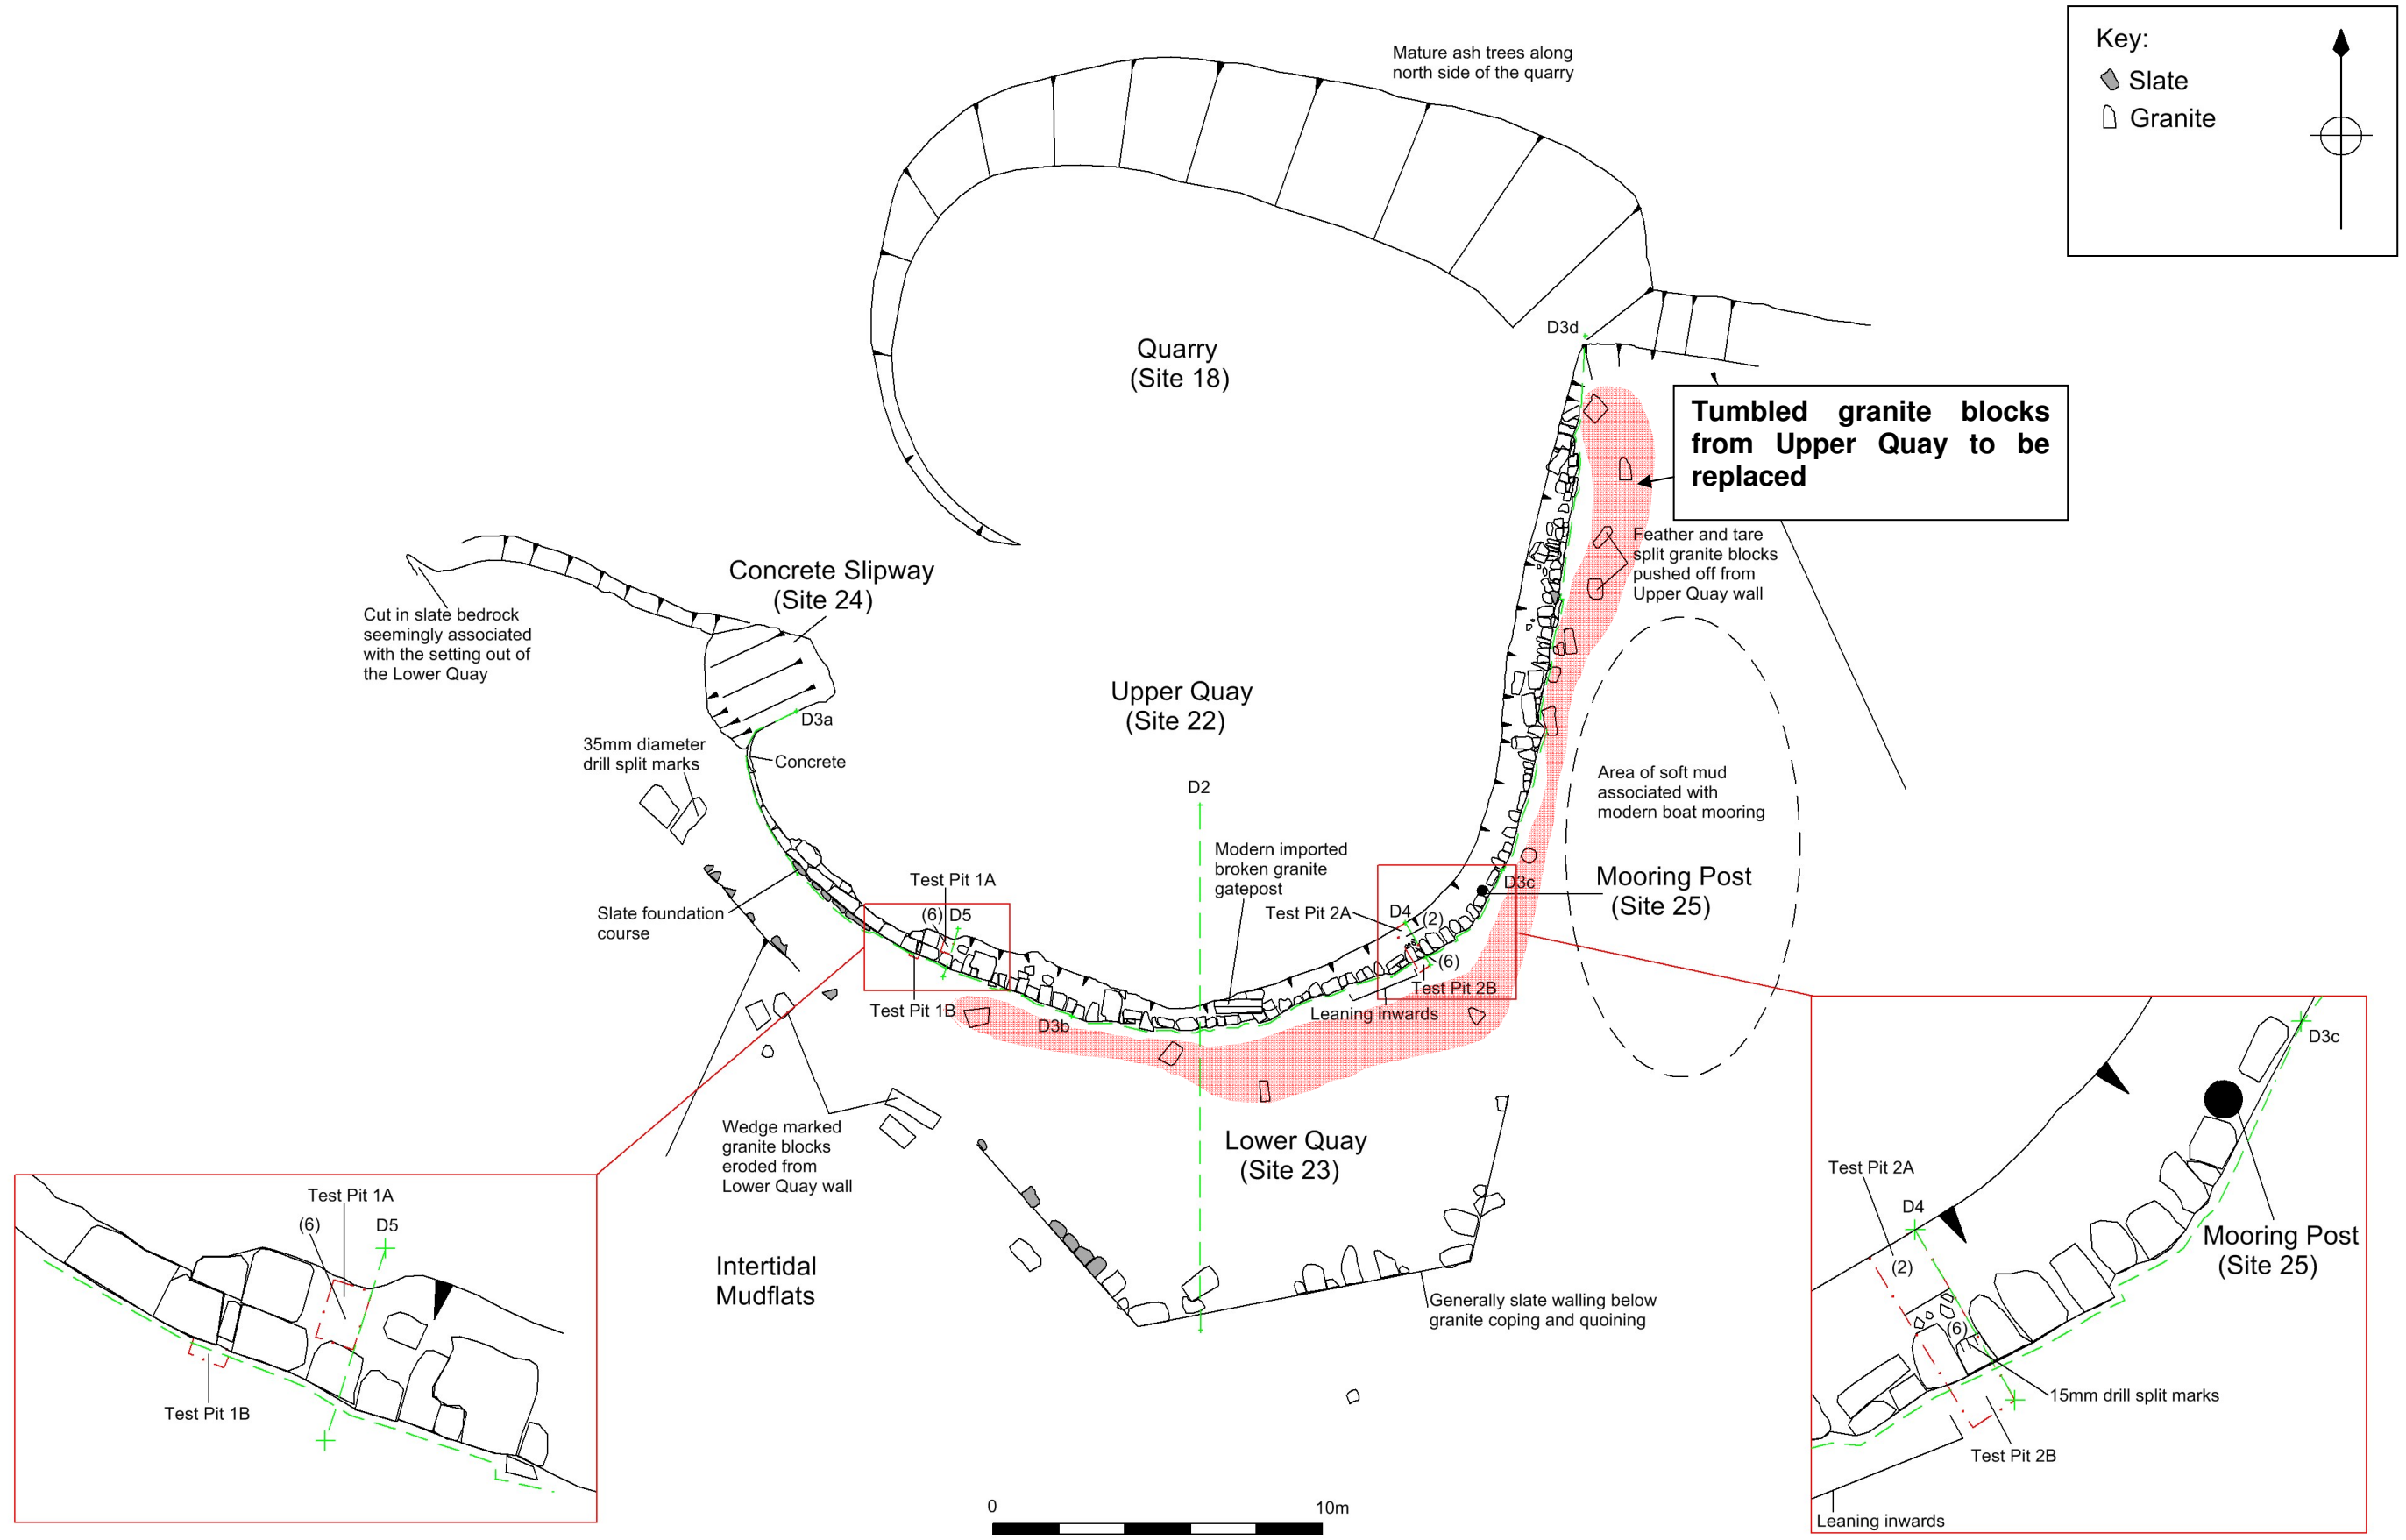 Mature ash trees along
north side of the quarry
Key:
Slate
Granite
D3d
Quarry
(Site 18)
Tumbled granite blocks
from Upper Quay to be
replaced
Feather and tare
split granite blocks
pushed off from
Upper Quay wall
Concrete Slipway
(Site 24)
Cut in slate bedrock
seemingly associated
with the setting out of
the Lower Quay
Upper Quay
(Site 22)
D3a
35mm diameter
drill split marks
Concrete
D2
Area of soft mud
associated with
modern boat mooring
Modern imported
broken granite
gatepost
Test Pit 1A
(6)
D5
Slate foundation
course
Test Pit 2A
D4
(2)
D3c
(6)
Mooring Post
(Site 25)
Test Pit 2B
Test Pit 1B
D3b
Leaning inwards
Wedge marked
granite blocks
eroded from
Lower Quay wall
Lower Quay
(Site 23)
Intertidal
Mudflats
Generally slate walling below
granite coping and quoining
Test Pit 1A
(6)
D5
Test Pit 1B
D3c
Test Pit 2A
D4
(2)
(6)
Mooring Post
(Site 25)
15mm drill split marks
Test Pit 2B
Leaning inwards
0
10m